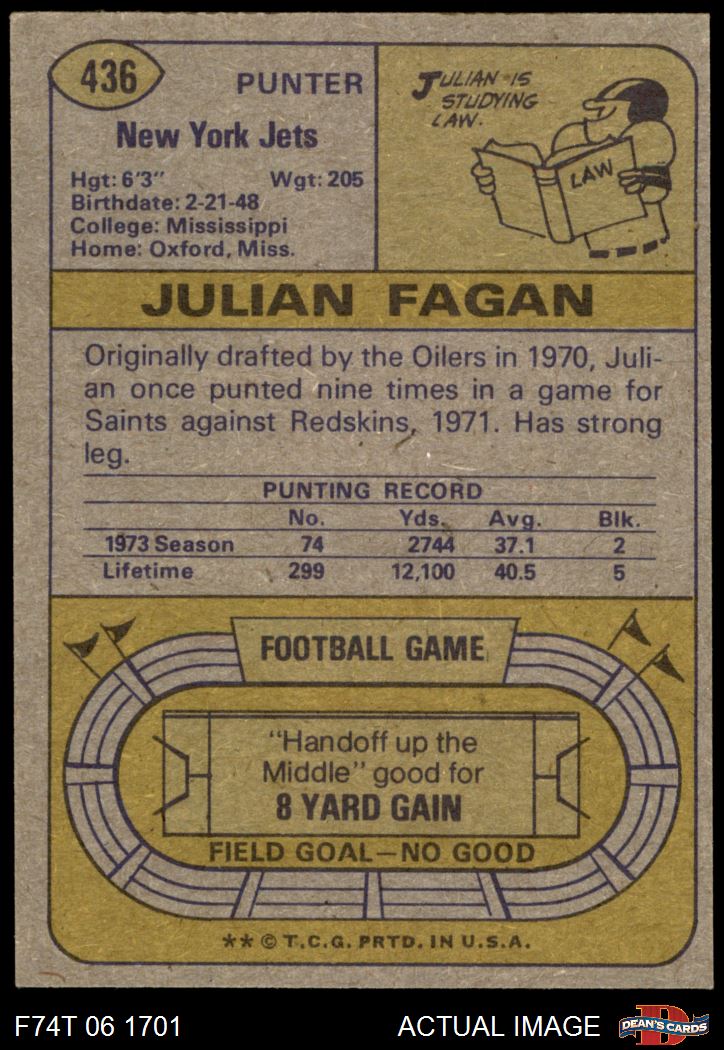 436
PUNTER
New York Jets
Hgt: 6'3" Wgt: 205
Birthdate: 2-21-48
College: Mississippi
Home: Oxford, Miss.
JULIAN IS
STUDYING
LAW.
LAW
JULIAN FAGAN
Originally drafted by the Oilers in 1970, Juli-
an once punted nine times in a game for
Saints against Redskins, 1971. Has strong
leg.
PUNTING RECORD
No. Yds. Avg. Blk.
1973 Season 74 2744 37.1 2
Lifetime 299 12,100 40.5 5
FOOTBALL GAME
"Handoff up the
Middle" good for
8 YARD GAIN
FIELD GOAL—NO GOOD
** © T.C.G. PRTD. IN U.S.A.
F74T 06 1701 ACTUAL IMAGE
D
DEAN'S CARDS